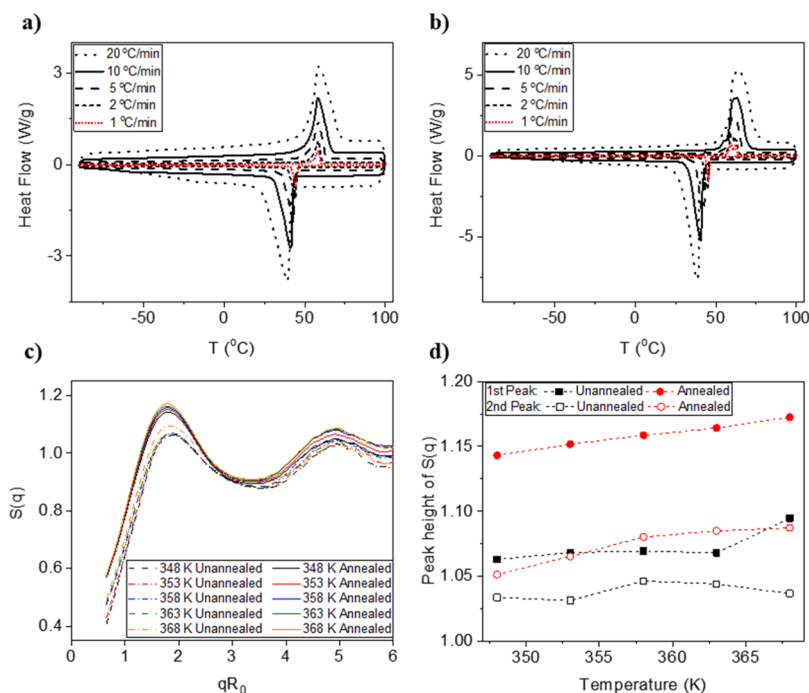 a)
20 ºC/min
10 ºC/min
5 ºC/min
2 ºC/min
1 ºC/min
Heat Flow (W/g)
3
0
-3
-50 0 50 100
T (ºC)
b)
20 ºC/min
10 ºC/min
5 ºC/min
2 ºC/min
1 ºC/min
Heat Flow (W/g)
5
0
-5
-50 0 50 100
T (ºC)
c)
S(q)
1.2
1.0
0.8
0.6
0.4
348 K Unannealed 348 K Annealed
353 K Unannealed 353 K Annealed
358 K Unannealed 358 K Annealed
363 K Unannealed 363 K Annealed
368 K Unannealed 368 K Annealed
0 1 2 3 4 5 6
qR0
d)
1st Peak: Unannealed Annealed
2nd Peak: Unannealed Annealed
Peak height of S(q)
1.20
1.15
1.10
1.05
1.00
350 355 360 365
Temperature (K)